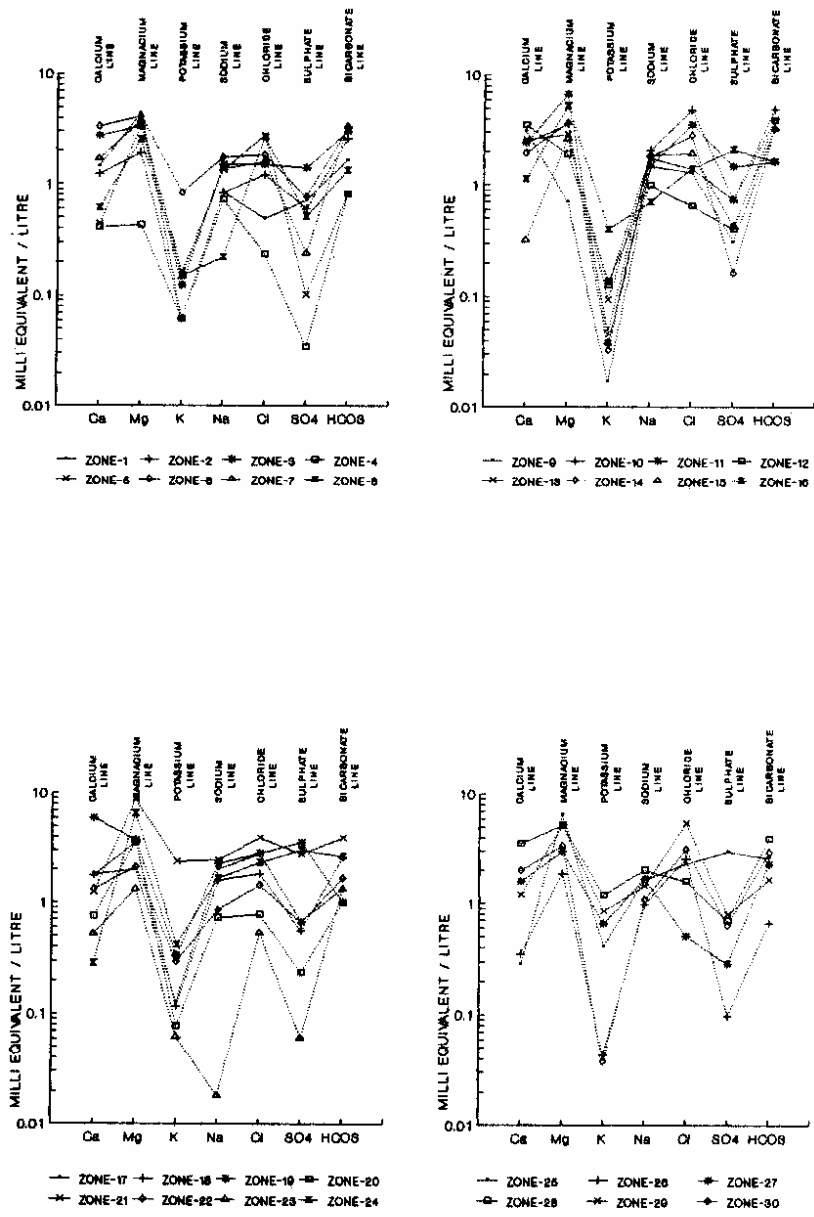 CALCIUM LINE
MAGNACIUM LINE
POTASSIUM LINE
SODIUM LINE
CHLORIDE LINE
SULPHATE LINE
BICARBONATE LINE
MILLI EQUIVALENT / LITRE
10
1
0.1
0.01
Ca Mg K Na Cl SO4 HCO3
ZONE-1 ZONE-2 ZONE-3 ZONE-4
ZONE-5 ZONE-6 ZONE-7 ZONE-8
CALCIUM LINE
MAGNACIUM LINE
POTASSIUM LINE
SODIUM LINE
CHLORIDE LINE
SULPHATE LINE
BICARBONATE LINE
MILLI EQUIVALENT / LITRE
10
1
0.1
0.01
Ca Mg K Na Cl SO4 HCO3
ZONE-9 ZONE-10 ZONE-11 ZONE-12
ZONE-13 ZONE-14 ZONE-15 ZONE-16
CALCIUM LINE
MAGNACIUM LINE
POTASSIUM LINE
SODIUM LINE
CHLORIDE LINE
SULPHATE LINE
BICARBONATE LINE
MILLI EQUIVALENT / LITRE
10
1
0.1
0.01
Ca Mg K Na Cl SO4 HCO3
ZONE-17 ZONE-18 ZONE-19 ZONE-20
ZONE-21 ZONE-22 ZONE-23 ZONE-24
CALCIUM LINE
MAGNACIUM LINE
POTASSIUM LINE
SODIUM LINE
CHLORIDE LINE
SULPHATE LINE
BICARBONATE LINE
MILLI EQUIVALENT / LITRE
10
1
0.1
0.01
Ca Mg K Na Cl SO4 HCO3
ZONE-25 ZONE-26 ZONE-27
ZONE-28 ZONE-29 ZONE-30